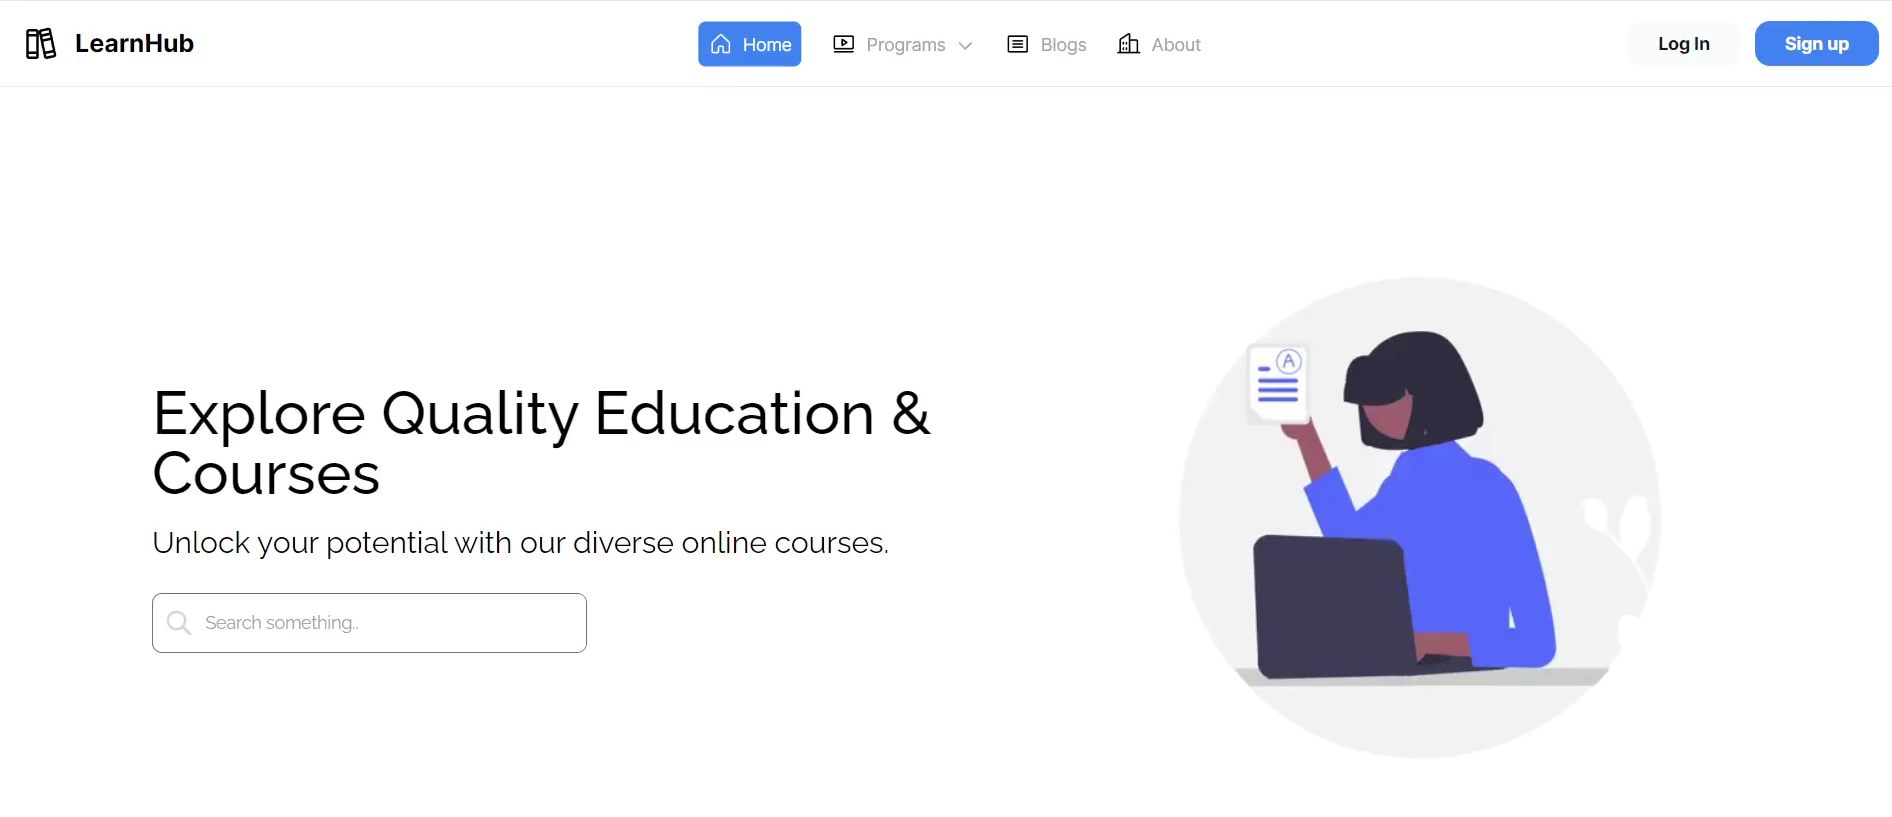 LearnHub
Home
Programs
Blogs
About
Log In
Sign up
Explore Quality Education &
Courses
Unlock your potential with our diverse online courses.
Search something..
A